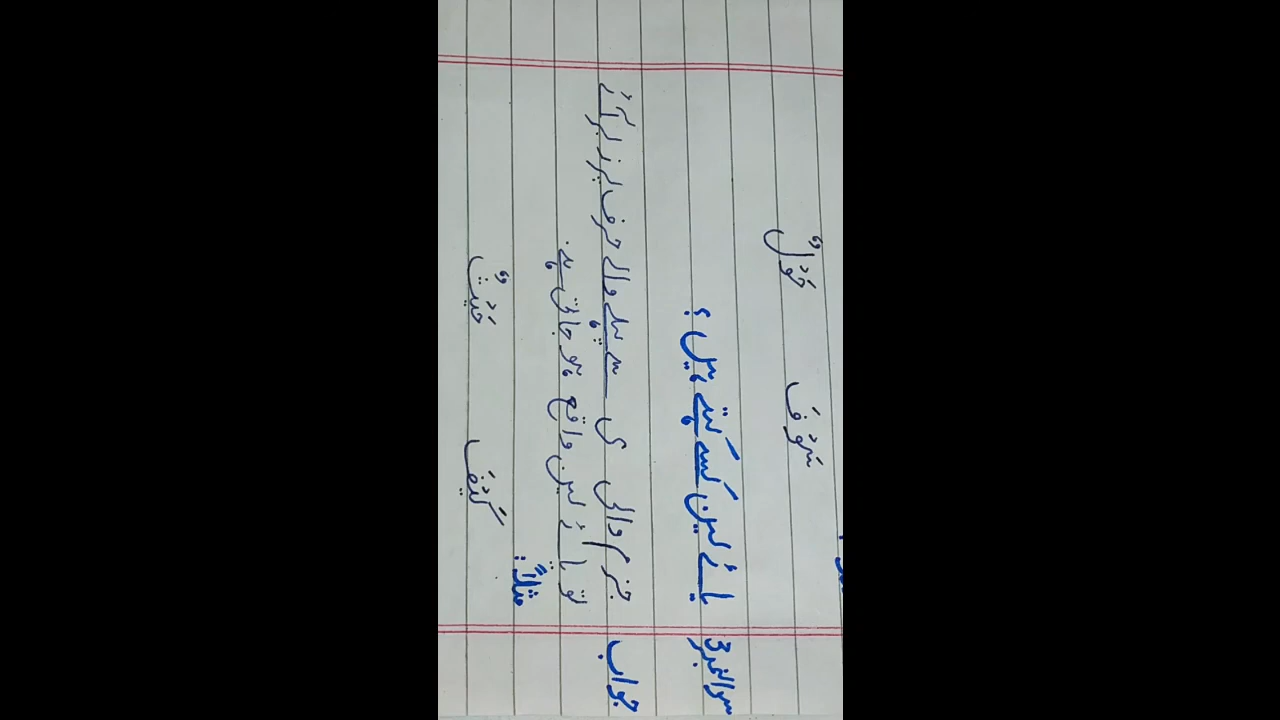 سَوْفَ
سوال نمبر 3 یائے لین کسے کہتے ہیں؟
جواب جزم والی ی سے پہلے والے حرف پر زبر آئے
تو یائے لین واقع ہو جاتی ہے۔
مثلاً:
کَیْفَ حَیْثٌ